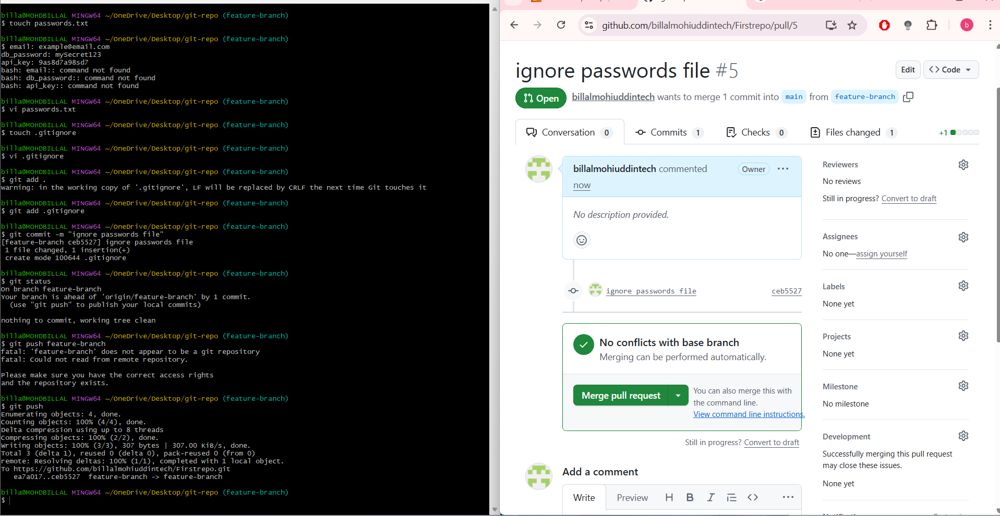 billa@MOHDBILLAL MINGW64 ~/OneDrive/Desktop/git-repo (feature-branch)
$ touch passwords.txt
billa@MOHDBILLAL MINGW64 ~/OneDrive/Desktop/git-repo (feature-branch)
$ email: example@email.com
db_password: mySecret123
api_key: 9as8d7a98sd7
bash: email:: command not found
bash: db_password:: command not found
bash: api_key:: command not found
billa@MOHDBILLAL MINGW64 ~/OneDrive/Desktop/git-repo (feature-branch)
$ vi passwords.txt
billa@MOHDBILLAL MINGW64 ~/OneDrive/Desktop/git-repo (feature-branch)
$ touch .gitignore
billa@MOHDBILLAL MINGW64 ~/OneDrive/Desktop/git-repo (feature-branch)
$ vi .gitignore
billa@MOHDBILLAL MINGW64 ~/OneDrive/Desktop/git-repo (feature-branch)
$ git add .
warning: in the working copy of '.gitignore', LF will be replaced by CRLF the next time Git touches it
billa@MOHDBILLAL MINGW64 ~/OneDrive/Desktop/git-repo (feature-branch)
$ git add .gitignore
billa@MOHDBILLAL MINGW64 ~/OneDrive/Desktop/git-repo (feature-branch)
$ git commit -m "ignore passwords file"
[feature-branch ceb5527] ignore passwords file
1 file changed, 1 insertion(+)
create mode 100644 .gitignore
billa@MOHDBILLAL MINGW64 ~/OneDrive/Desktop/git-repo (feature-branch)
$ git status
On branch feature-branch
Your branch is ahead of 'origin/feature-branch' by 1 commit.
(use "git push" to publish your local commits)
nothing to commit, working tree clean
billa@MOHDBILLAL MINGW64 ~/OneDrive/Desktop/git-repo (feature-branch)
$ git push feature-branch
fatal: 'feature-branch' does not appear to be a git repository
fatal: Could not read from remote repository.
Please make sure you have the correct access rights
and the repository exists.
billa@MOHDBILLAL MINGW64 ~/OneDrive/Desktop/git-repo (feature-branch)
$ git push
Enumerating objects: 4, done.
Counting objects: 100% (4/4), done.
Delta compression using up to 8 threads
Compressing objects: 100% (2/2), done.
Writing objects: 100% (3/3), 307 bytes | 307.00 KiB/s, done.
Total 3 (delta 1), reused 0 (delta 0), pack-reused 0 (from 0)
remote: Resolving deltas: 100% (1/1), completed with 1 local object.
To https://github.com/billalmohiuddintech/Firstrepo.git
ea7a017..ceb5527  feature-branch -> feature-branch
billa@MOHDBILLAL MINGW64 ~/OneDrive/Desktop/git-repo (feature-branch)
$
github.com/billalmohiuddintech/Firstrepo/pull/5
b
ignore passwords file #5
Edit
Code
Open
billalmohiuddintech wants to merge 1 commit into main from feature-branch
Conversation 0
Commits 1
Checks 0
Files changed 1
+1
billalmohiuddintech commented
now
Owner
No description provided.
ignore passwords file ceb5527
No conflicts with base branch
Merging can be performed automatically.
Merge pull request
You can also merge this with
the command line.
View command line instructions.
Still in progress? Convert to draft
Add a comment
Write
Preview
H B I
Reviewers
No reviews
Still in progress? Convert to draft
Assignees
No one—assign yourself
Labels
None yet
Projects
None yet
Milestone
No milestone
Development
Successfully merging this pull request
may close these issues.
None yet